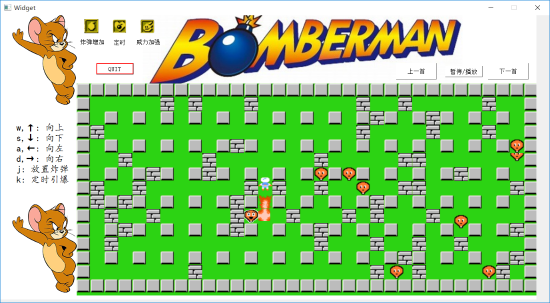 Widget
炸弹增加 定时 威力加强
BOMBERMAN
QUIT
上一首 暂停/播放 下一首
w,↑: 向上
s,↓: 向下
a,←: 向左
d,→: 向右
j: 放置炸弹
k: 定时引爆